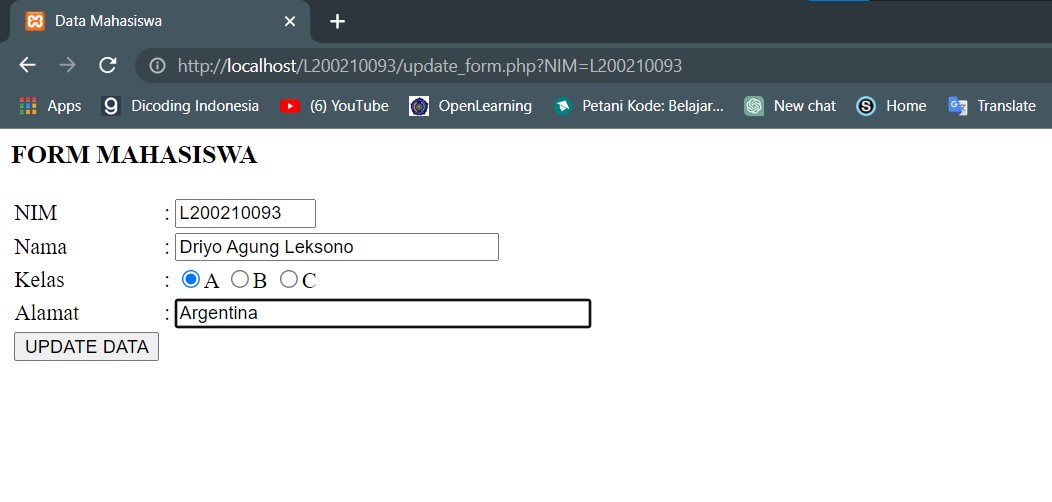 Data Mahasiswa
http://localhost/L200210093/update_form.php?NIM=L200210093
Apps Dicoding Indonesia (6) YouTube OpenLearning Petani Kode: Belajar... New chat Home Translate
FORM MAHASISWA
NIM : L200210093
Nama : Driyo Agung Leksono
Kelas : A B C
Alamat : Argentina
UPDATE DATA